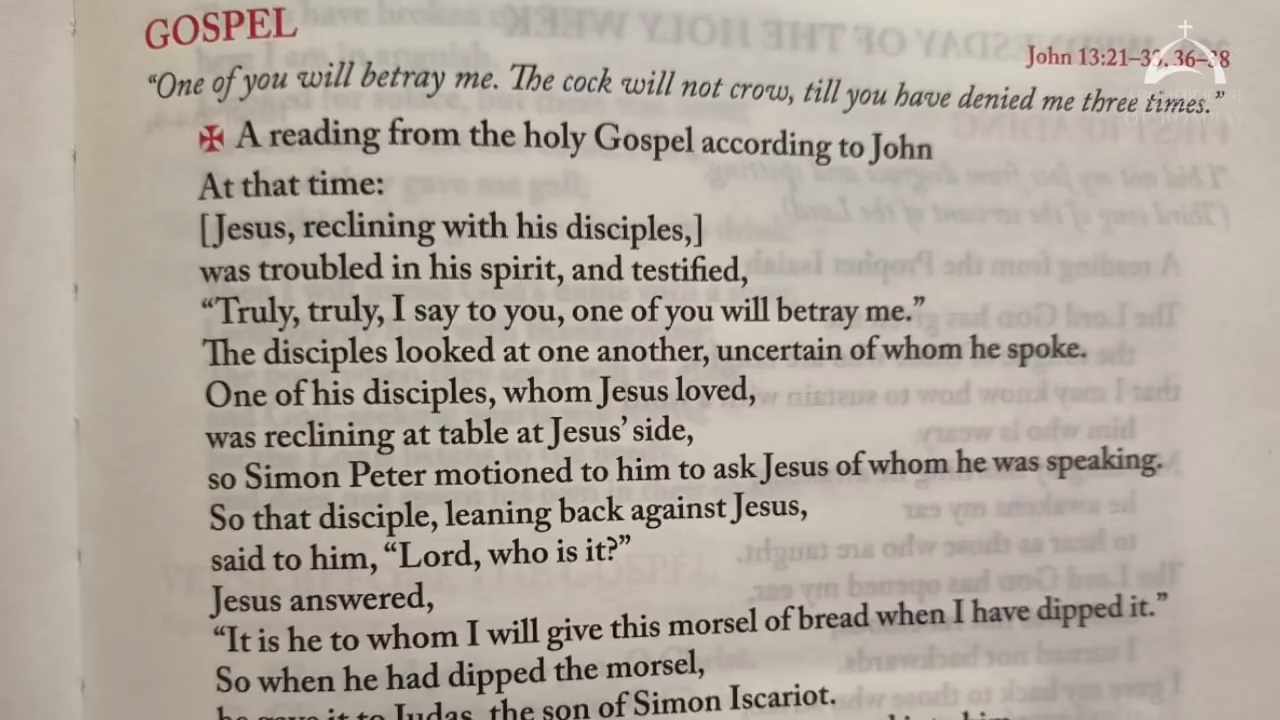 GOSPEL
John 13:21–33, 36–38
“One of you will betray me. The cock will not crow, till you have denied me three times.”
✠ A reading from the holy Gospel according to John
At that time:
[Jesus, reclining with his disciples,]
was troubled in his spirit, and testified,
“Truly, truly, I say to you, one of you will betray me.”
The disciples looked at one another, uncertain of whom he spoke.
One of his disciples, whom Jesus loved,
was reclining at table at Jesus’ side,
so Simon Peter motioned to him to ask Jesus of whom he was speaking.
So that disciple, leaning back against Jesus,
said to him, “Lord, who is it?”
Jesus answered,
“It is he to whom I will give this morsel of bread when I have dipped it.”
So when he had dipped the morsel,
he gave it to Judas, the son of Simon Iscariot.